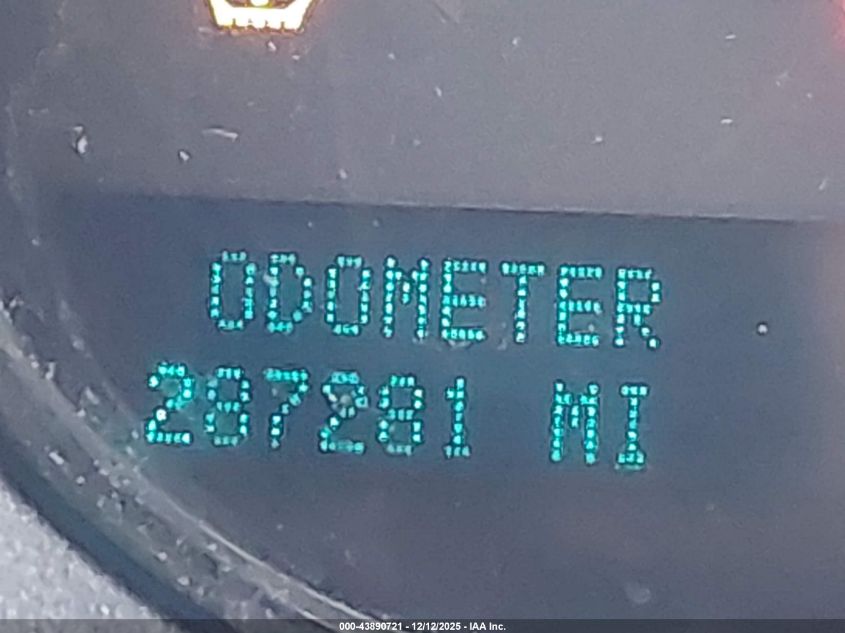 ODOMETER
287281 MI
000-43890721 - 12/12/2025 - IAA Inc.